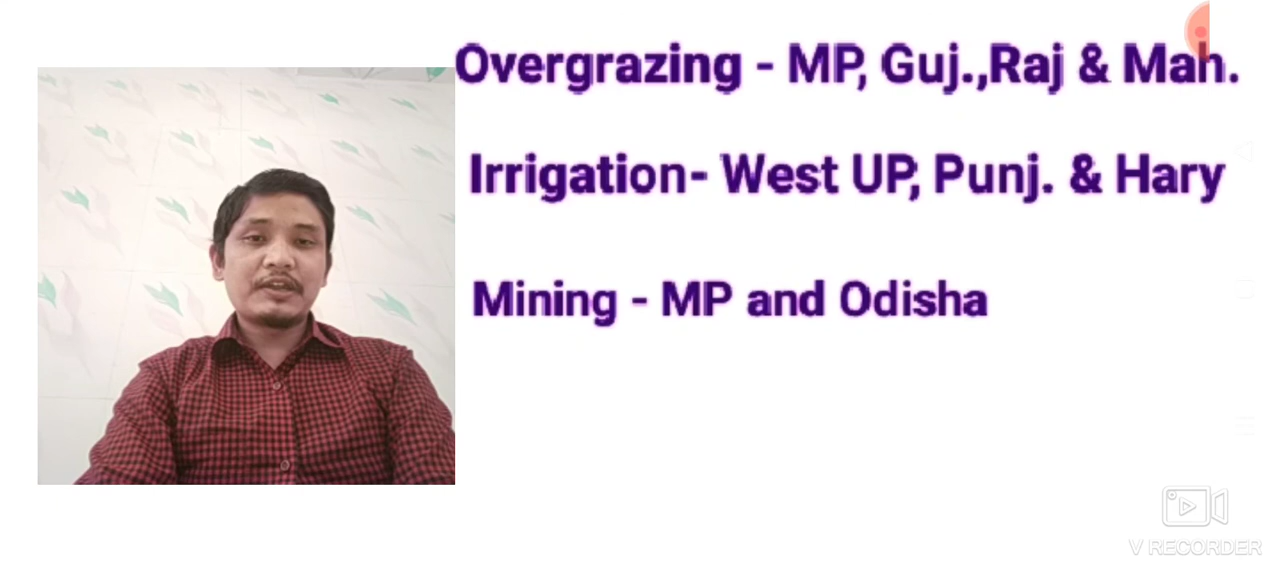 Overgrazing - MP, Guj.,Raj & Mah.
Irrigation- West UP, Punj. & Hary
Mining - MP and Odisha
V RECORDER